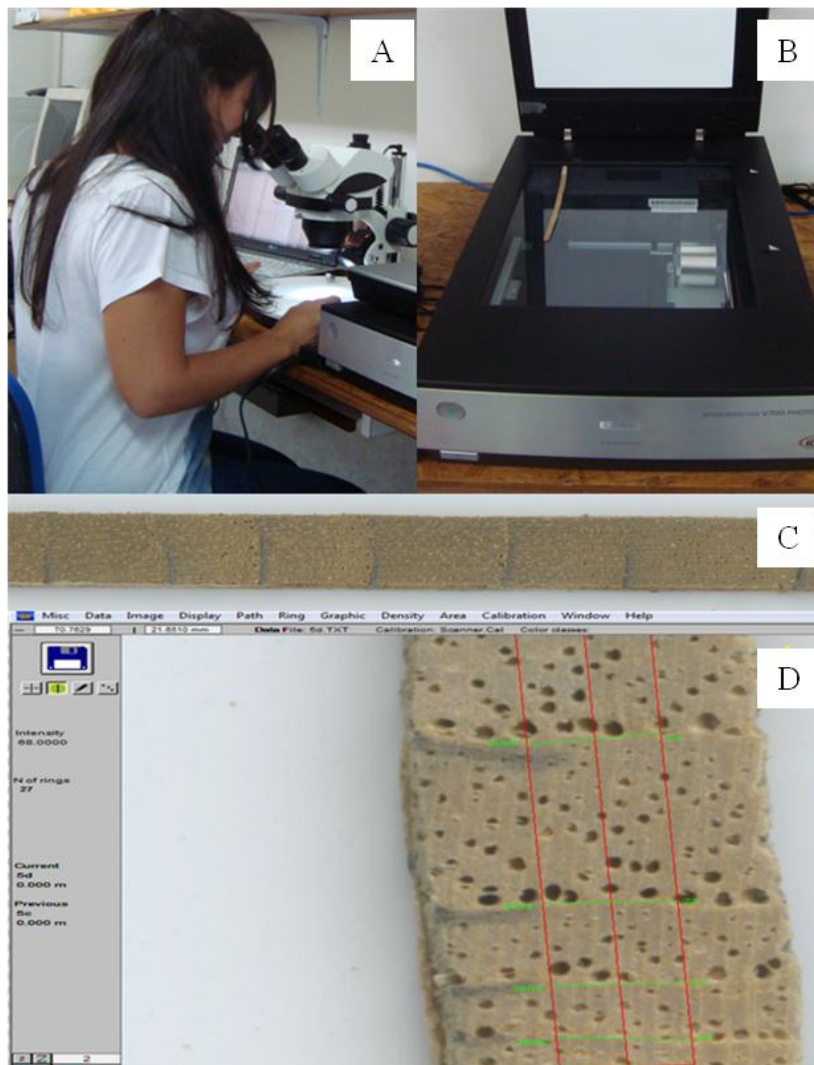 A
B
V700 PHOTO
C
Misc Data Image Display Path Ring Graphic Density Area Calibration Window Help
70.7629 21.8510 mm Data File: 5d.TXT Calibration: Scanner Cal Color classes:
D
Intensity
68.0000
N of rings
27
Current
5d
0.000 m
Previous
5c
0.000 m
2